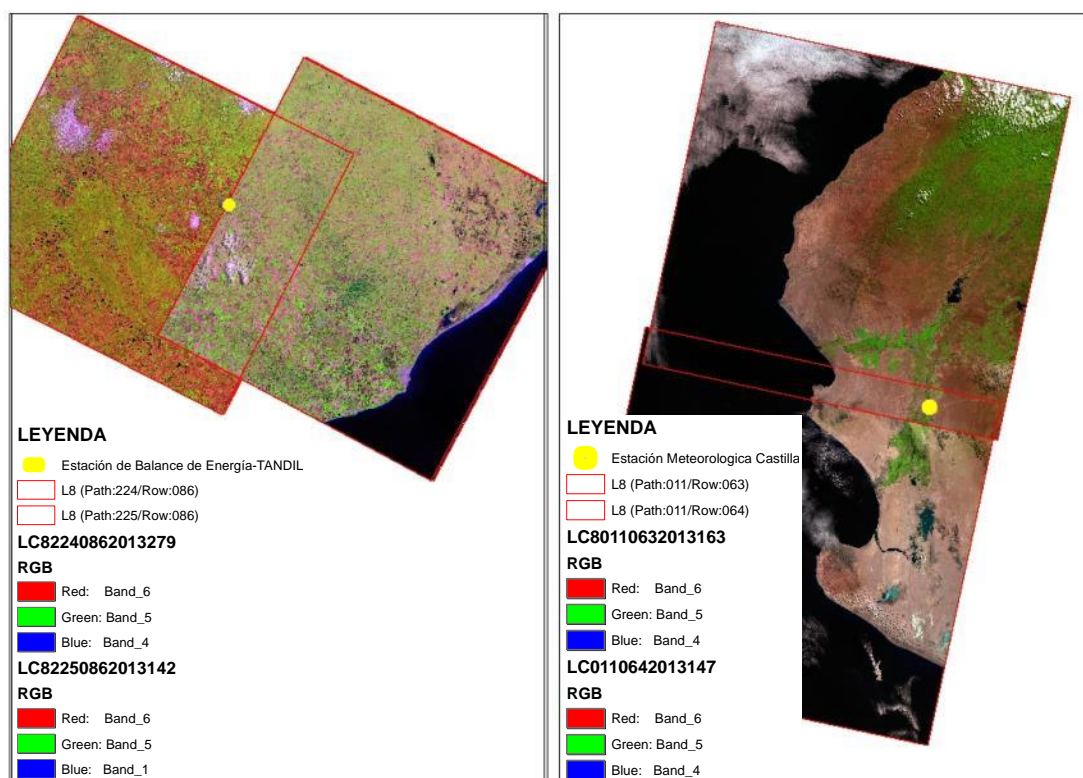 LEYENDA
Estación de Balance de Energía-TANDIL
L8 (Path:224/Row:086)
L8 (Path:225/Row:086)
LC82240862013279
RGB
Red: Band_6
Green: Band_5
Blue: Band_4
LC82250862013142
RGB
Red: Band_6
Green: Band_5
Blue: Band_1
LEYENDA
Estación Meteorologica Castilla
L8 (Path:011/Row:063)
L8 (Path:011/Row:064)
LC80110632013163
RGB
Red: Band_6
Green: Band_5
Blue: Band_4
LC0110642013147
RGB
Red: Band_6
Green: Band_5
Blue: Band_4